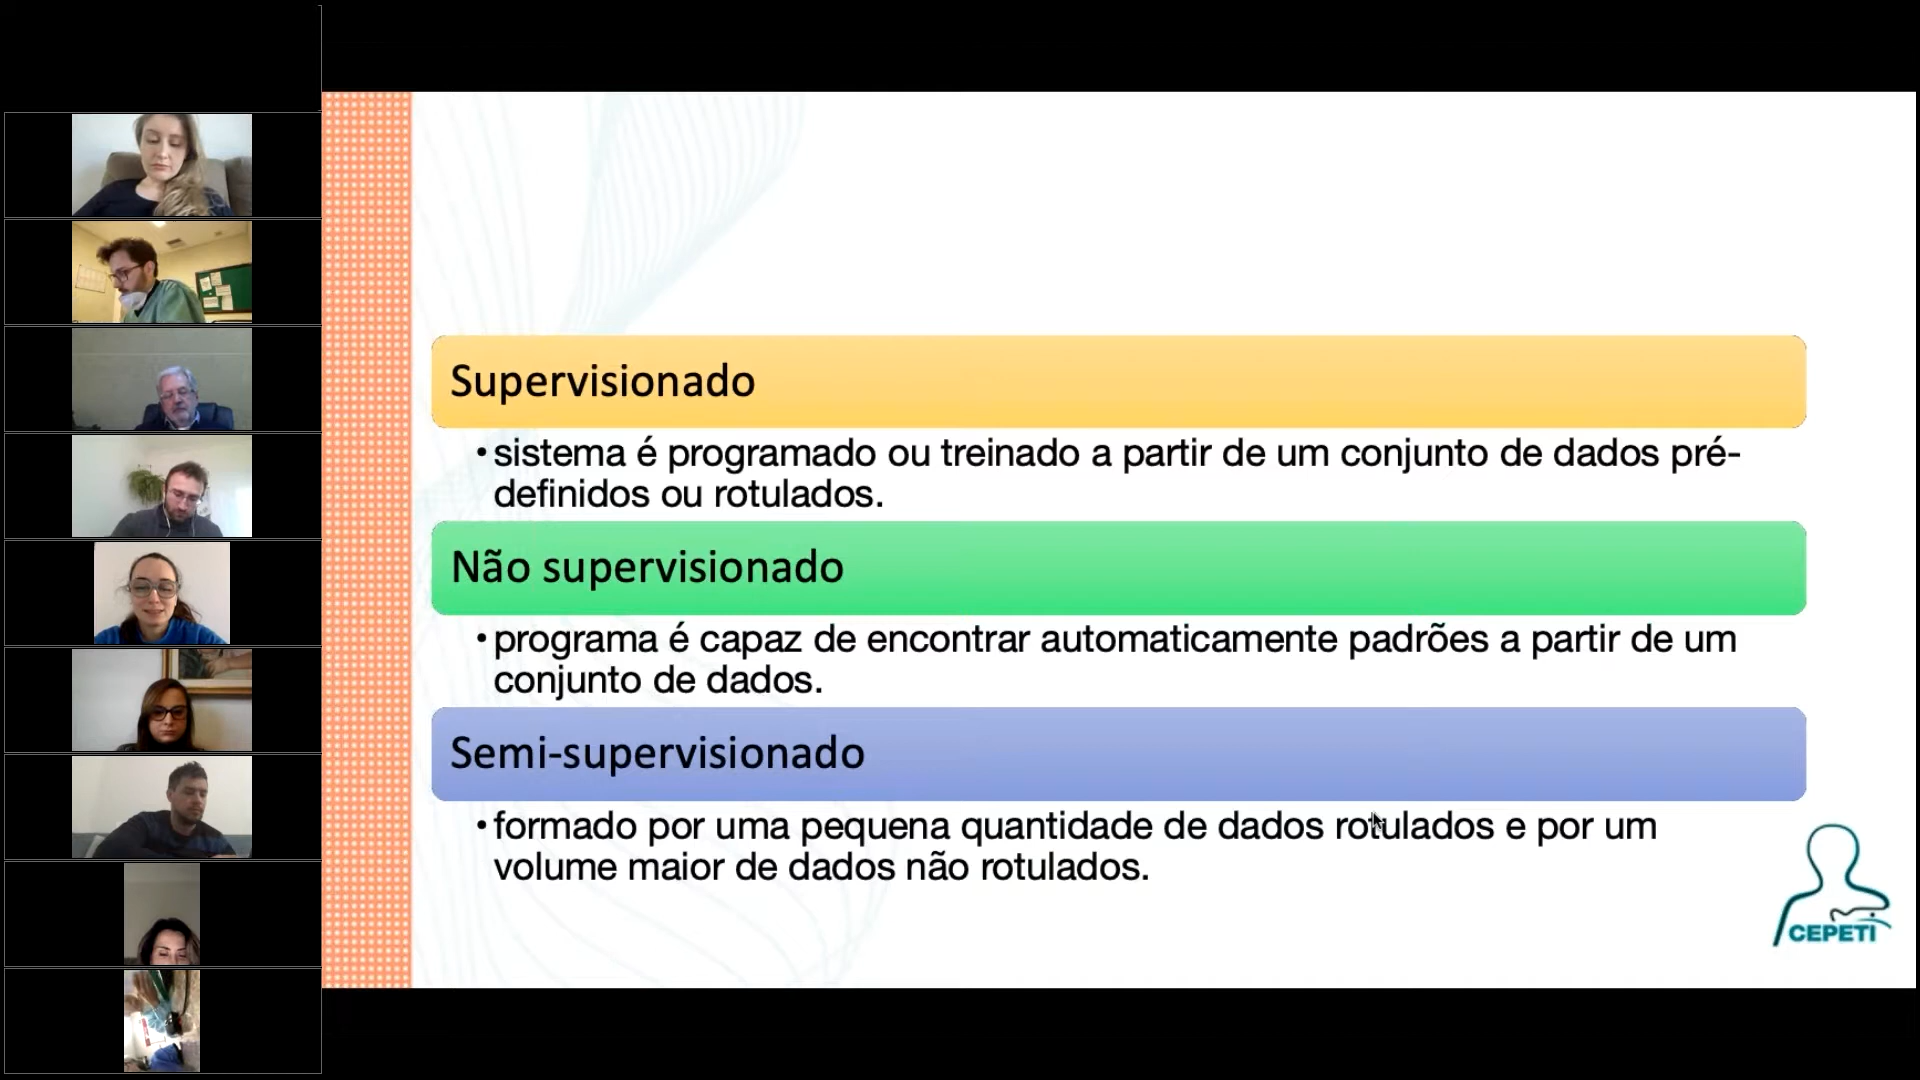 Supervisionado
•sistema é programado ou treinado a partir de um conjunto de dados pré-
definidos ou rotulados.
Não supervisionado
•programa é capaz de encontrar automaticamente padrões a partir de um
conjunto de dados.
Semi-supervisionado
•formado por uma pequena quantidade de dados rotulados e por um
volume maior de dados não rotulados.
CEPETI